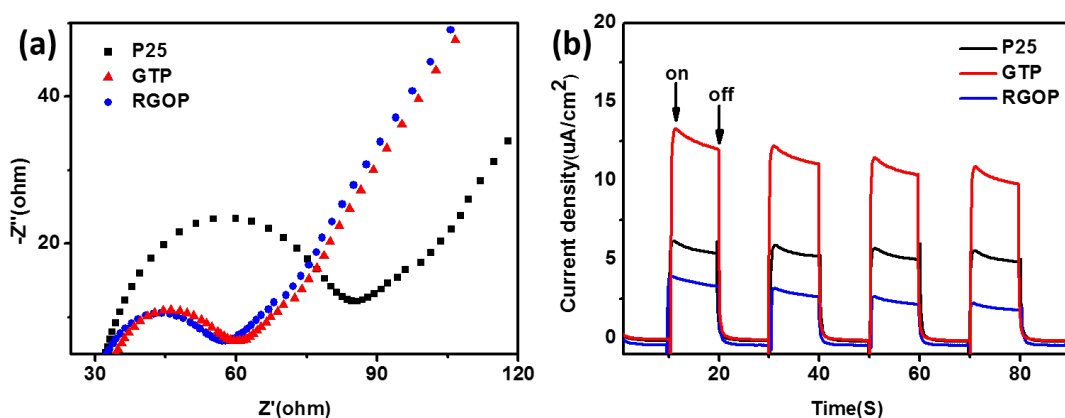 (a)
P25
GTP
RGOP
40
20
-Z''(ohm)
30
60
90
120
Z'(ohm)
(b)
P25
GTP
RGOP
on
off
20
15
10
5
0
Current density(uA/cm²)
0
20
40
60
80
Time(S)